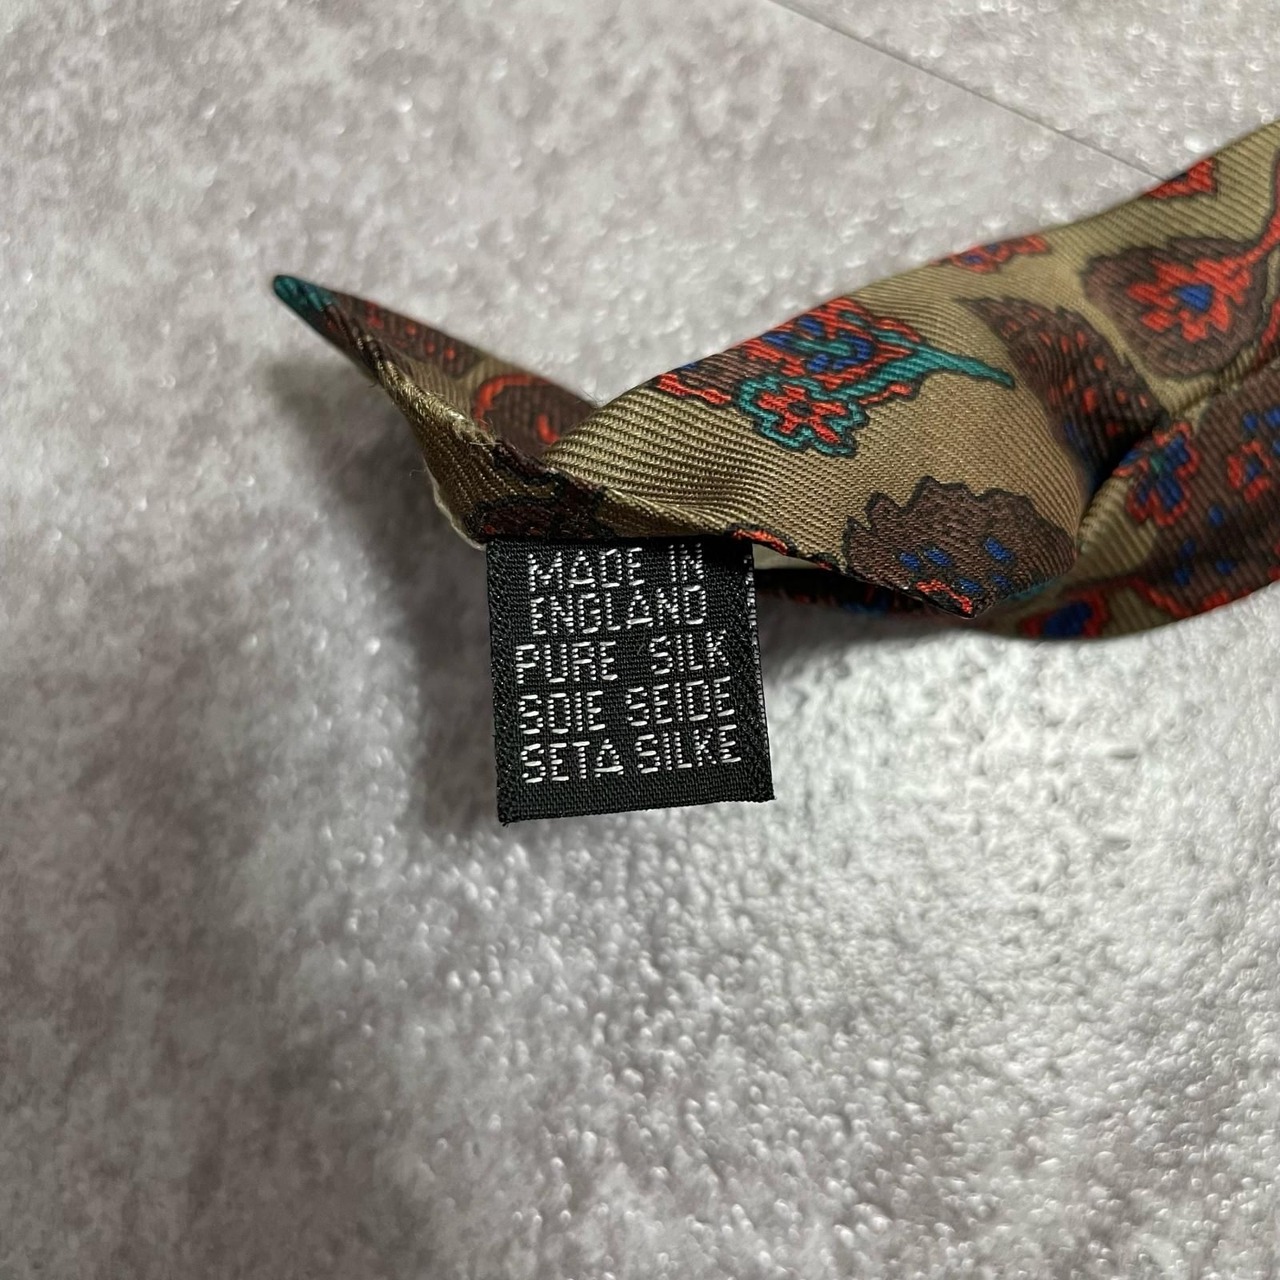 MADE IN
ENGLAND
PURE SILK
SOIE SEIDE
SETA SILKE